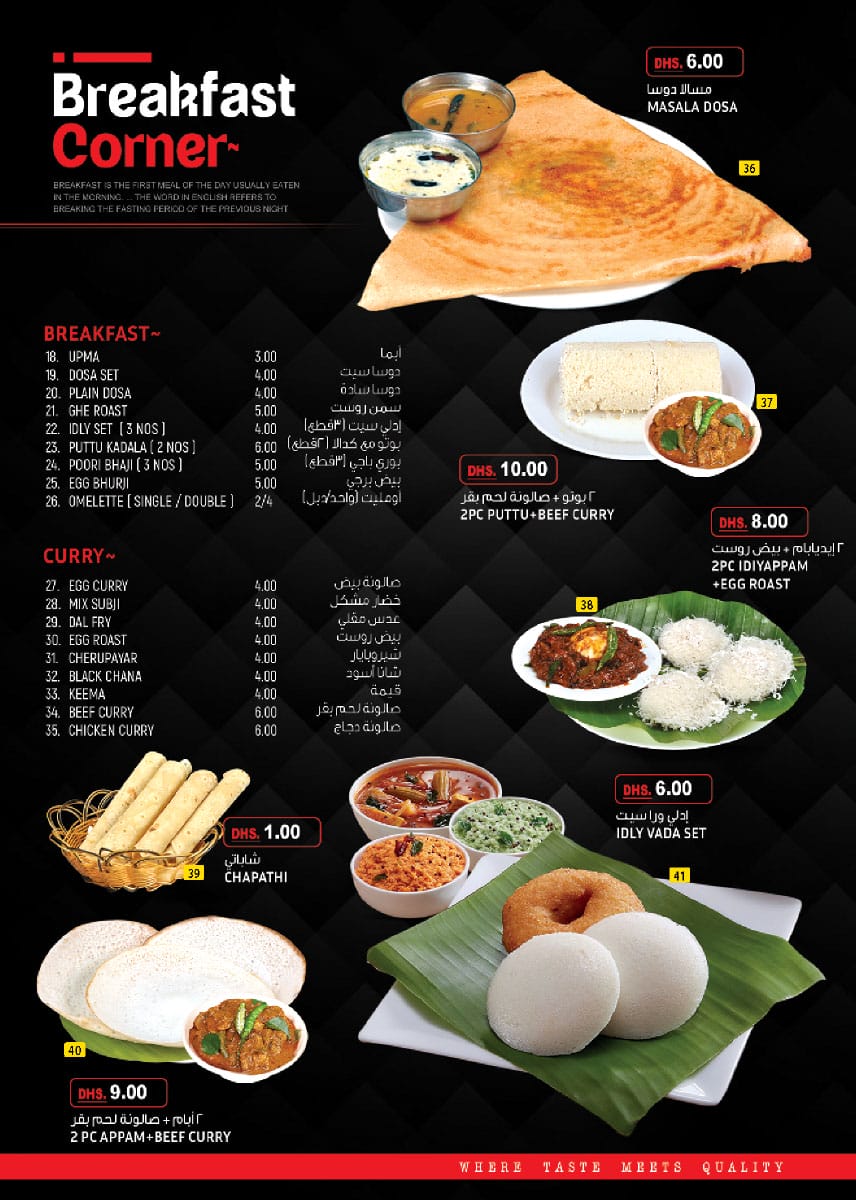 Breakfast
Corner~
BREAKFAST IS THE FIRST MEAL OF THE DAY USUALLY EATEN
IN THE MORNING. ... THE WORD IN ENGLISH REFERS TO
BREAKING THE FASTING PERIOD OF THE PREVIOUS NIGHT
DHS. 6.00
مسالا دوسا
MASALA DOSA
36
BREAKFAST~
18. UPMA 3.00 أبما
19. DOSA SET 4.00 دوسا سيت
20. PLAIN DOSA 4.00 دوسا سادة
21. GHE ROAST 5.00 سمن روست
22. IDLY SET [ 3 NOS ] 4.00 إدلي سيت (٣قطع)
23. PUTTU KADALA [ 2 NOS ] 6.00 بوتو مع كدالا (٣قطع)
24. POORI BHAJI [ 3 NOS ] 5.00 بوري باجي (٣قطع)
25. EGG BHURJI 5.00 بيض برجي
26. OMELETTE [ SINGLE / DOUBLE ] 2/4 أومليت (واحد/دبل)
37
DHS. 10.00
٢ بوتو + صالونة لحم بقر
2PC PUTTU+BEEF CURRY
DHS. 8.00
٢ إيديابام + بيض روست
2PC IDIYAPPAM
+EGG ROAST
38
CURRY~
27. EGG CURRY 4.00 صالونة بيض
28. MIX SUBJI 4.00 خضار مشكل
29. DAL FRY 4.00 عدس مقلي
30. EGG ROAST 4.00 بيض روست
31. CHERUPAYAR 4.00 شيروبايار
32. BLACK CHANA 4.00 شانا أسود
33. KEEMA 4.00 قيمة
34. BEEF CURRY 6.00 صالونة لحم بقر
35. CHICKEN CURRY 6.00 صالونة دجاج
DHS. 1.00
شاباتي
CHAPATHI
39
DHS. 6.00
إدلي ورا سيت
IDLY VADA SET
41
40
DHS. 9.00
٢ أبام + صالونة لحم بقر
2 PC APPAM+BEEF CURRY
WHERE TASTE MEETS QUALITY